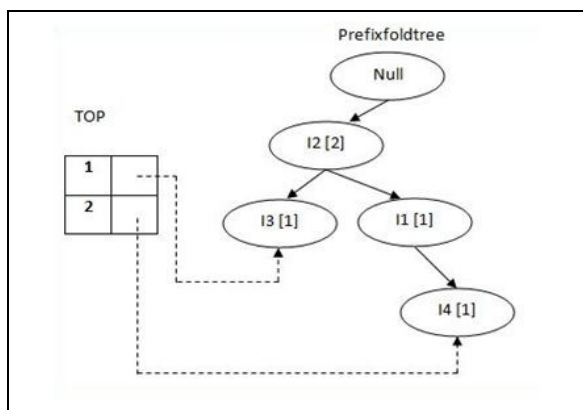 Prefixfoldtree
Null
TOP
I2 [2]
1
2
I3 [1]
I1 [1]
I4 [1]